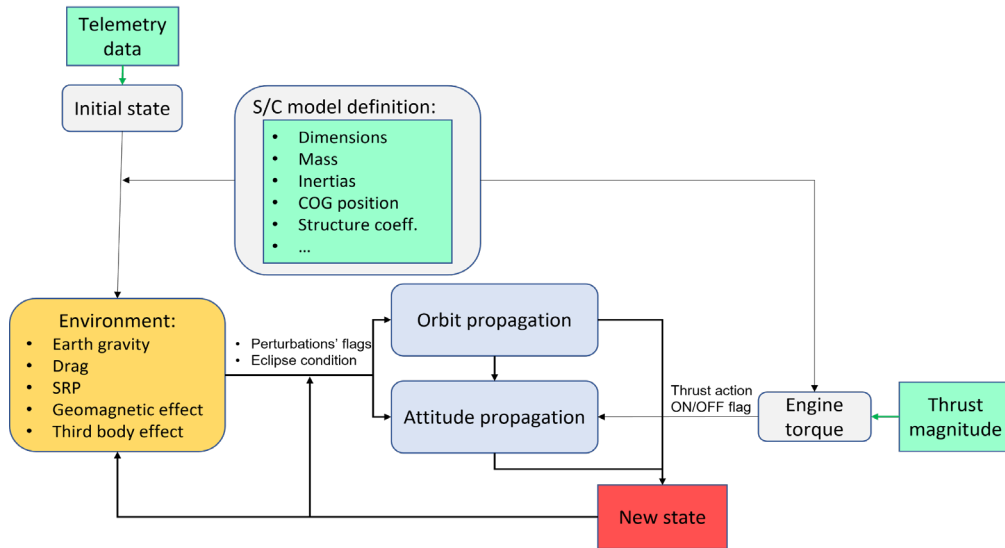 Telemetry
data
Initial state
S/C model definition:
• Dimensions
• Mass
• Inertias
• COG position
• Structure coeff.
• ...
Environment:
• Earth gravity
• Drag
• SRP
• Geomagnetic effect
• Third body effect
• Perturbations' flags
• Eclipse condition
Orbit propagation
Attitude propagation
Thrust action
ON/OFF flag
Engine
torque
Thrust
magnitude
New state